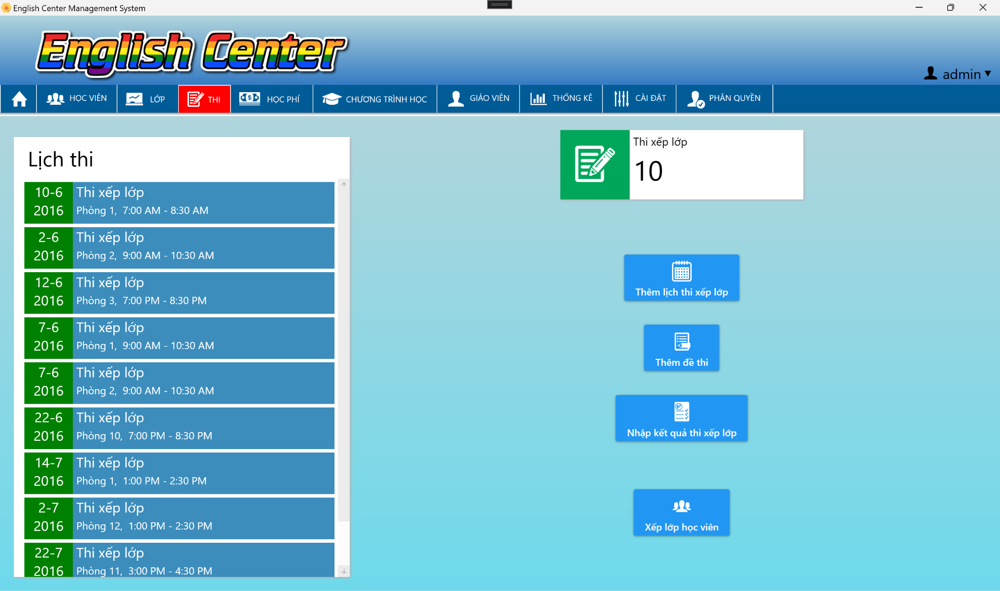 English Center Management System
English Center
admin
HỌC VIÊN
LỚP
THI
HỌC PHÍ
CHƯƠNG TRÌNH HỌC
GIÁO VIÊN
THỐNG KÊ
CÀI ĐẶT
PHÂN QUYỀN
Lịch thi
10-6
2016
Thi xếp lớp
Phòng 1, 7:00 AM - 8:30 AM
2-6
2016
Thi xếp lớp
Phòng 2, 9:00 AM - 10:30 AM
12-6
2016
Thi xếp lớp
Phòng 3, 7:00 PM - 8:30 PM
7-6
2016
Thi xếp lớp
Phòng 1, 9:00 AM - 10:30 AM
7-6
2016
Thi xếp lớp
Phòng 2, 9:00 AM - 10:30 AM
22-6
2016
Thi xếp lớp
Phòng 10, 7:00 PM - 8:30 PM
14-7
2016
Thi xếp lớp
Phòng 1, 1:00 PM - 2:30 PM
2-7
2016
Thi xếp lớp
Phòng 12, 1:00 PM - 2:30 PM
22-7
2016
Thi xếp lớp
Phòng 11, 3:00 PM - 4:30 PM
Thi xếp lớp
10
Thêm lịch thi xếp lớp
Thêm đề thi
Nhập kết quả thi xếp lớp
Xếp lớp học viên